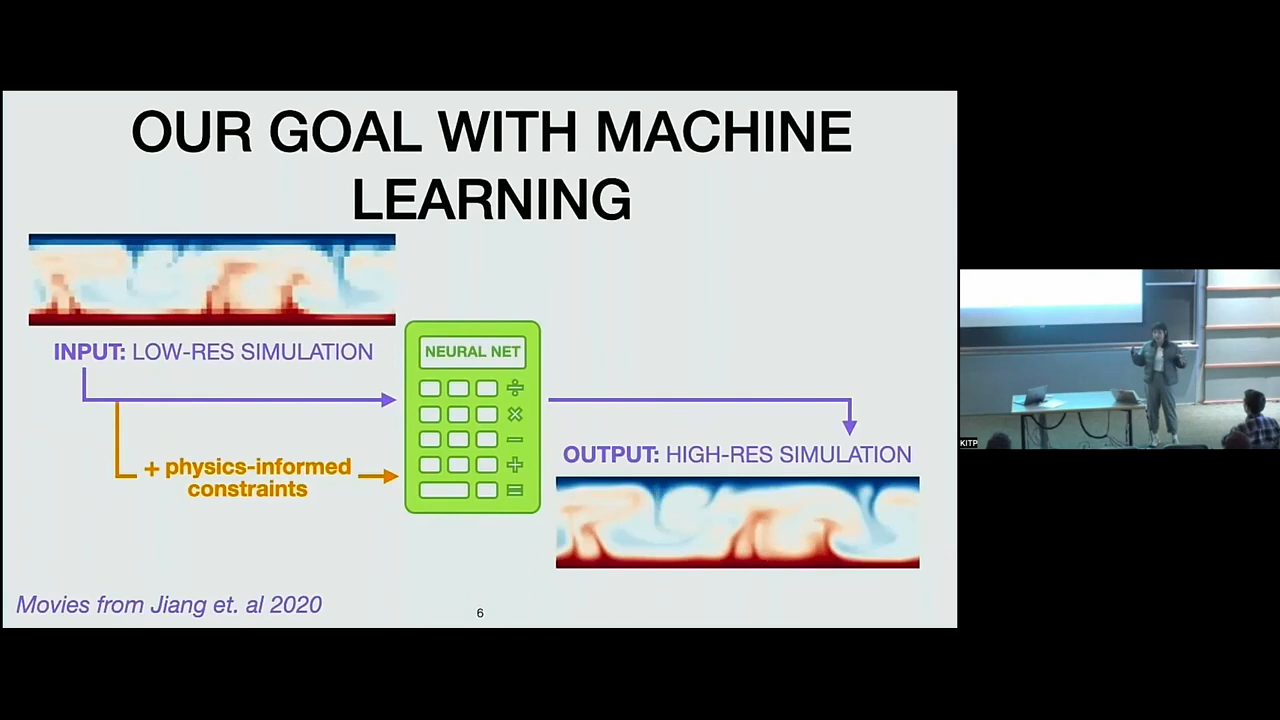 OUR GOAL WITH MACHINE
LEARNING
INPUT: LOW-RES SIMULATION
NEURAL NET
÷
×
−
+
=
+ physics-informed
constraints
OUTPUT: HIGH-RES SIMULATION
Movies from Jiang et. al 2020
6
KITP